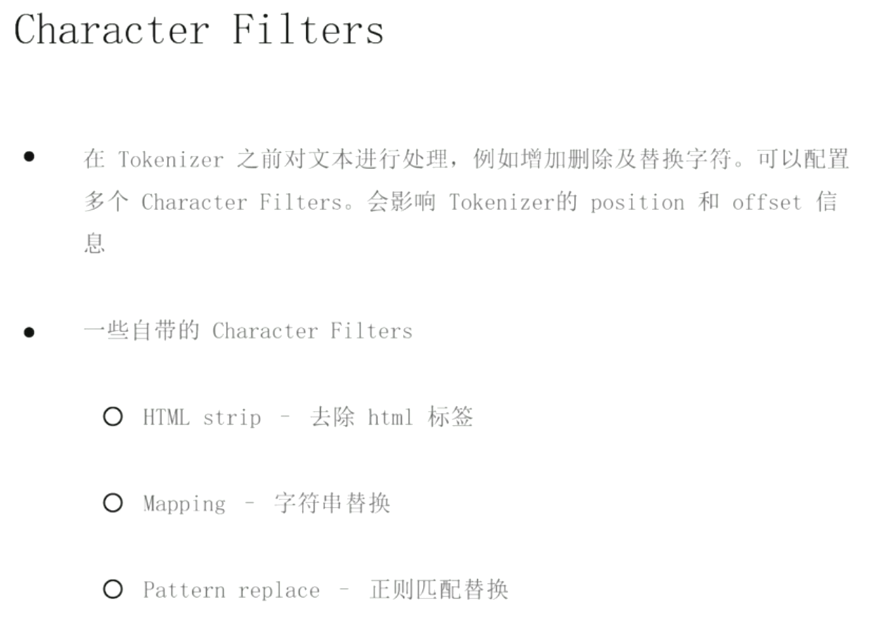 Character Filters
在 Tokenizer 之前对文本进行处理，例如增加删除及替换字符。可以配置
多个 Character Filters。会影响 Tokenizer的 position 和 offset 信
息
一些自带的 Character Filters
HTML strip － 去除 html 标签
Mapping － 字符串替换
Pattern replace － 正则匹配替换